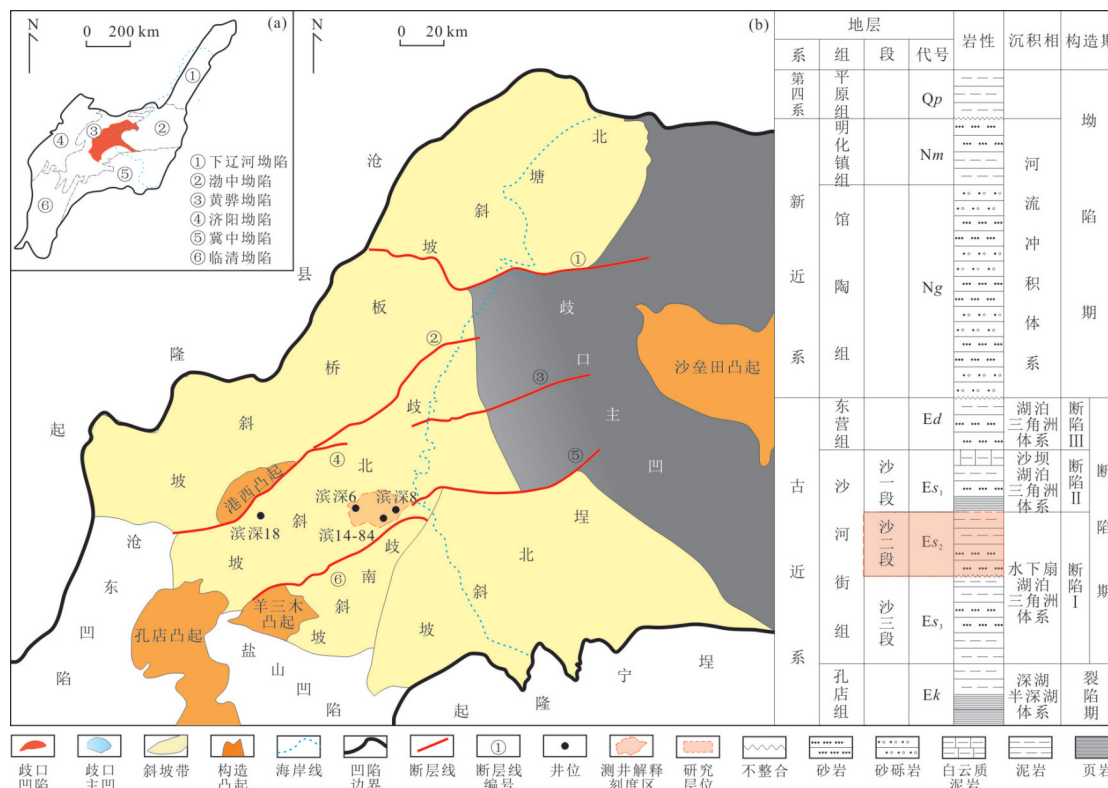 N
0 200 km
(a)
①
②
③
④
⑤
⑥
①下辽河坳陷
②渤中坳陷
③黄骅坳陷
④济阳坳陷
⑤冀中坳陷
⑥临清坳陷
N
0 20 km
(b)
沧县隆起
北塘斜坡
板桥斜坡
歧口主凹
沙垒田凸起
歧北斜坡
港西凸起
滨深6
滨深8
滨14-84
滨深18
歧南斜坡
埕北斜坡
羊三木
凸起
孔店凸起
沧东凹陷
盐山凹陷
埕宁隆起
①
②
③
④
⑤
⑥
地层
岩性
沉积相
构造期
系
组
段
代号
第四系
平原组
Qp
新近系
明化镇组
Nm
馆陶组
Ng
河流冲积体系
坳陷期
古近系
东营组
Ed
湖泊
三角洲
体系
断陷III
沙河街组
沙一段
Es1
沙坝
湖泊
三角洲
体系
断陷II
沙二段
Es2
沙三段
Es3
水下扇
湖泊
三角洲
体系
断陷I
断陷期
孔店组
Ek
深湖
半深湖
体系
裂陷期
歧口
凹陷
歧口
主凹
斜坡带
构造
凸起
海岸线
凹陷
边界
断层线
①
断层线
编号
井位
测井解释
刻度区
研究
层位
不整合
砂岩
砂砾岩
白云质
泥岩
泥岩
页岩